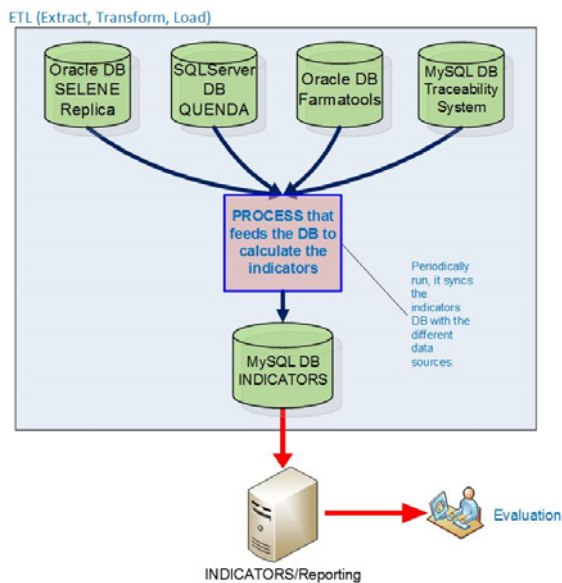 ETL (Extract, Transform, Load)
Oracle DB
SELENE
Replica
SQLServer
DB
QUENDA
Oracle DB
Farmatools
MySQL DB
Traceability
System
PROCESS that
feeds the DB to
calculate the
indicators
Periodically
run, it syncs
the
indicators
DB with the
different
data
sources.
MySQL DB
INDICATORS
Evaluation
INDICATORS/Reporting